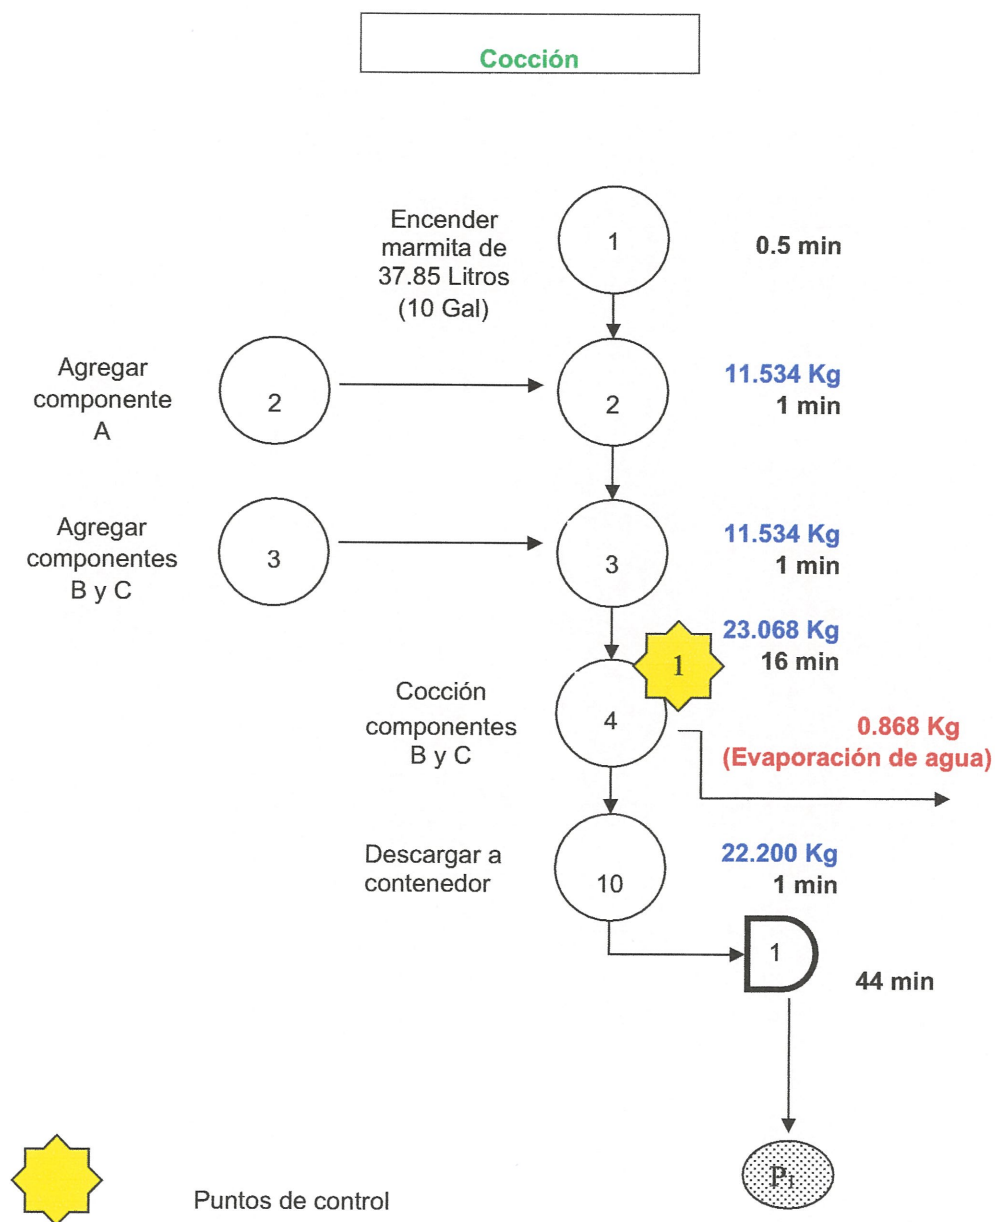 Cocción
Encender
marmita de
37.85 Litros
(10 Gal)
1
0.5 min
Agregar
componente
A
2
2
11.534 Kg
1 min
Agregar
componentes
B y C
3
3
11.534 Kg
1 min
23.068 Kg
16 min
1
Cocción
componentes
B y C
4
0.868 Kg
(Evaporación de agua)
Descargar a
contenedor
10
22.200 Kg
1 min
1
44 min
P1
Puntos de control